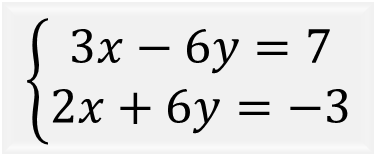 3x − 6y = 7
2x + 6y = −3